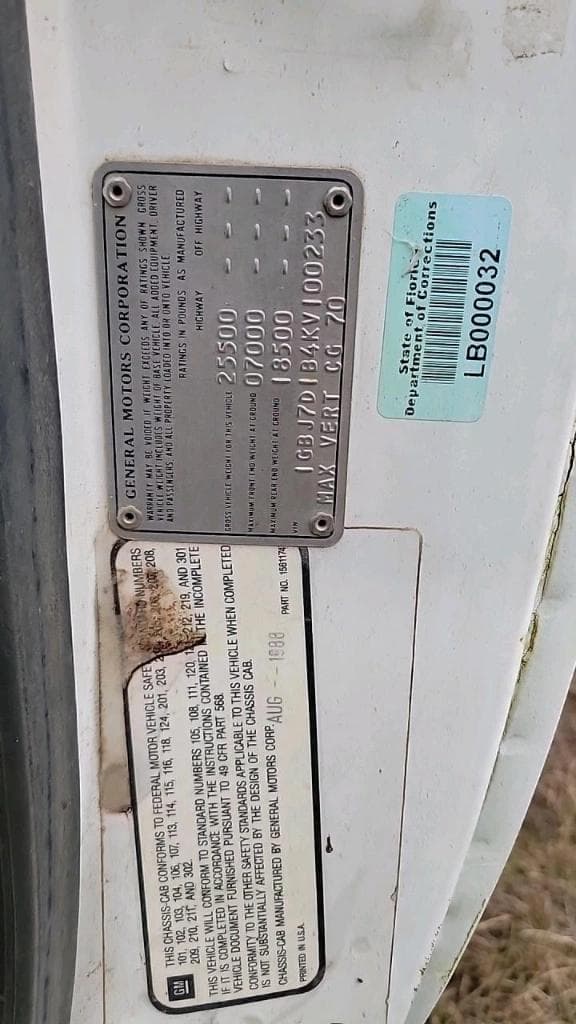 GENERAL MOTORS CORPORATION
WARRANTY MAY BE VOIDED IF WEIGHT EXCEEDS ANY OF RATINGS SHOWN GROSS
VEHICLE WEIGHT INCLUDES WEIGHT OF BASE VEHICLE, ALL ADDED EQUIPMENT, DRIVER
AND PASSENGERS AND ALL PROPERTY LOADED INTO OR ONTO VEHICLE
RATINGS IN POUNDS AS MANUFACTURED
HIGHWAY OFF HIGHWAY
GROSS VEHICLE WEIGHT FOR THIS VEHICLE 25500 - - -
MAXIMUM FRONT END WEIGHT AT GROUND 07000 - - -
MAXIMUM REAR END WEIGHT AT GROUND 18500 - - -
VIN 1GBJ7D1B4KV100233
MAX VERT CG 70
State of Florida
Department of Corrections
LB000032
GM
THIS CHASSIS-CAB CONFORMS TO FEDERAL MOTOR VEHICLE NUMBERS
101, 102, 103, 104, 106, 107, 113, 114, 115, 116, 118, 124, 201, 203, 207, 208,
209, 210, 211, AND 302.
THIS VEHICLE WILL CONFORM TO STANDARD NUMBERS 105, 108, 111, 120, 212, 219, AND 301
IF IT IS COMPLETED IN ACCORDANCE WITH THE INSTRUCTIONS CONTAINED THE INCOMPLETE
VEHICLE DOCUMENT FURNISHED PURSUANT TO 49 CFR PART 568.
CONFORMITY TO THE OTHER SAFETY STANDARDS APPLICABLE TO THIS VEHICLE WHEN COMPLETED
IS NOT SUBSTANTIALLY AFFECTED BY THE DESIGN OF THE CHASSIS CAB.
CHASSIS-CAB MANUFACTURED BY GENERAL MOTORS CORP. AUG - - 1988
PRINTED IN U.S.A. PART NO.